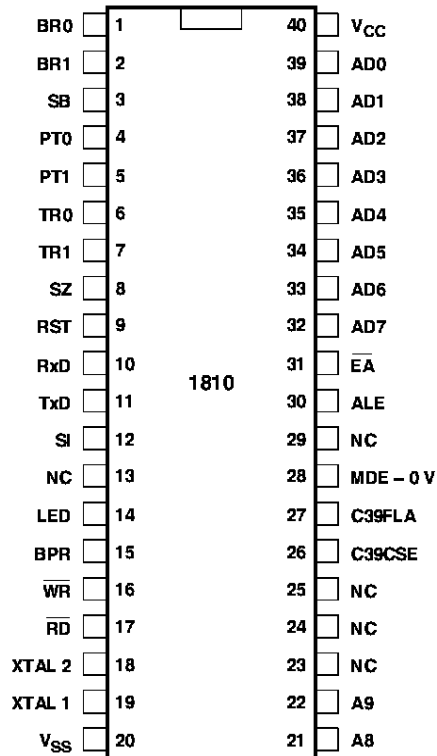 BR0 1 40 VCC
BR1 2 39 AD0
SB 3 38 AD1
PT0 4 37 AD2
PT1 5 36 AD3
TR0 6 35 AD4
TR1 7 34 AD5
SZ 8 33 AD6
RST 9 32 AD7
RxD 10 31 E̅A̅
1810
TxD 11 30 ALE
SI 12 29 NC
NC 13 28 MDE – 0 V
LED 14 27 C39FLA
BPR 15 26 C39CSE
W̅R̅ 16 25 NC
R̅D̅ 17 24 NC
XTAL 2 18 23 NC
XTAL 1 19 22 A9
VSS 20 21 A8